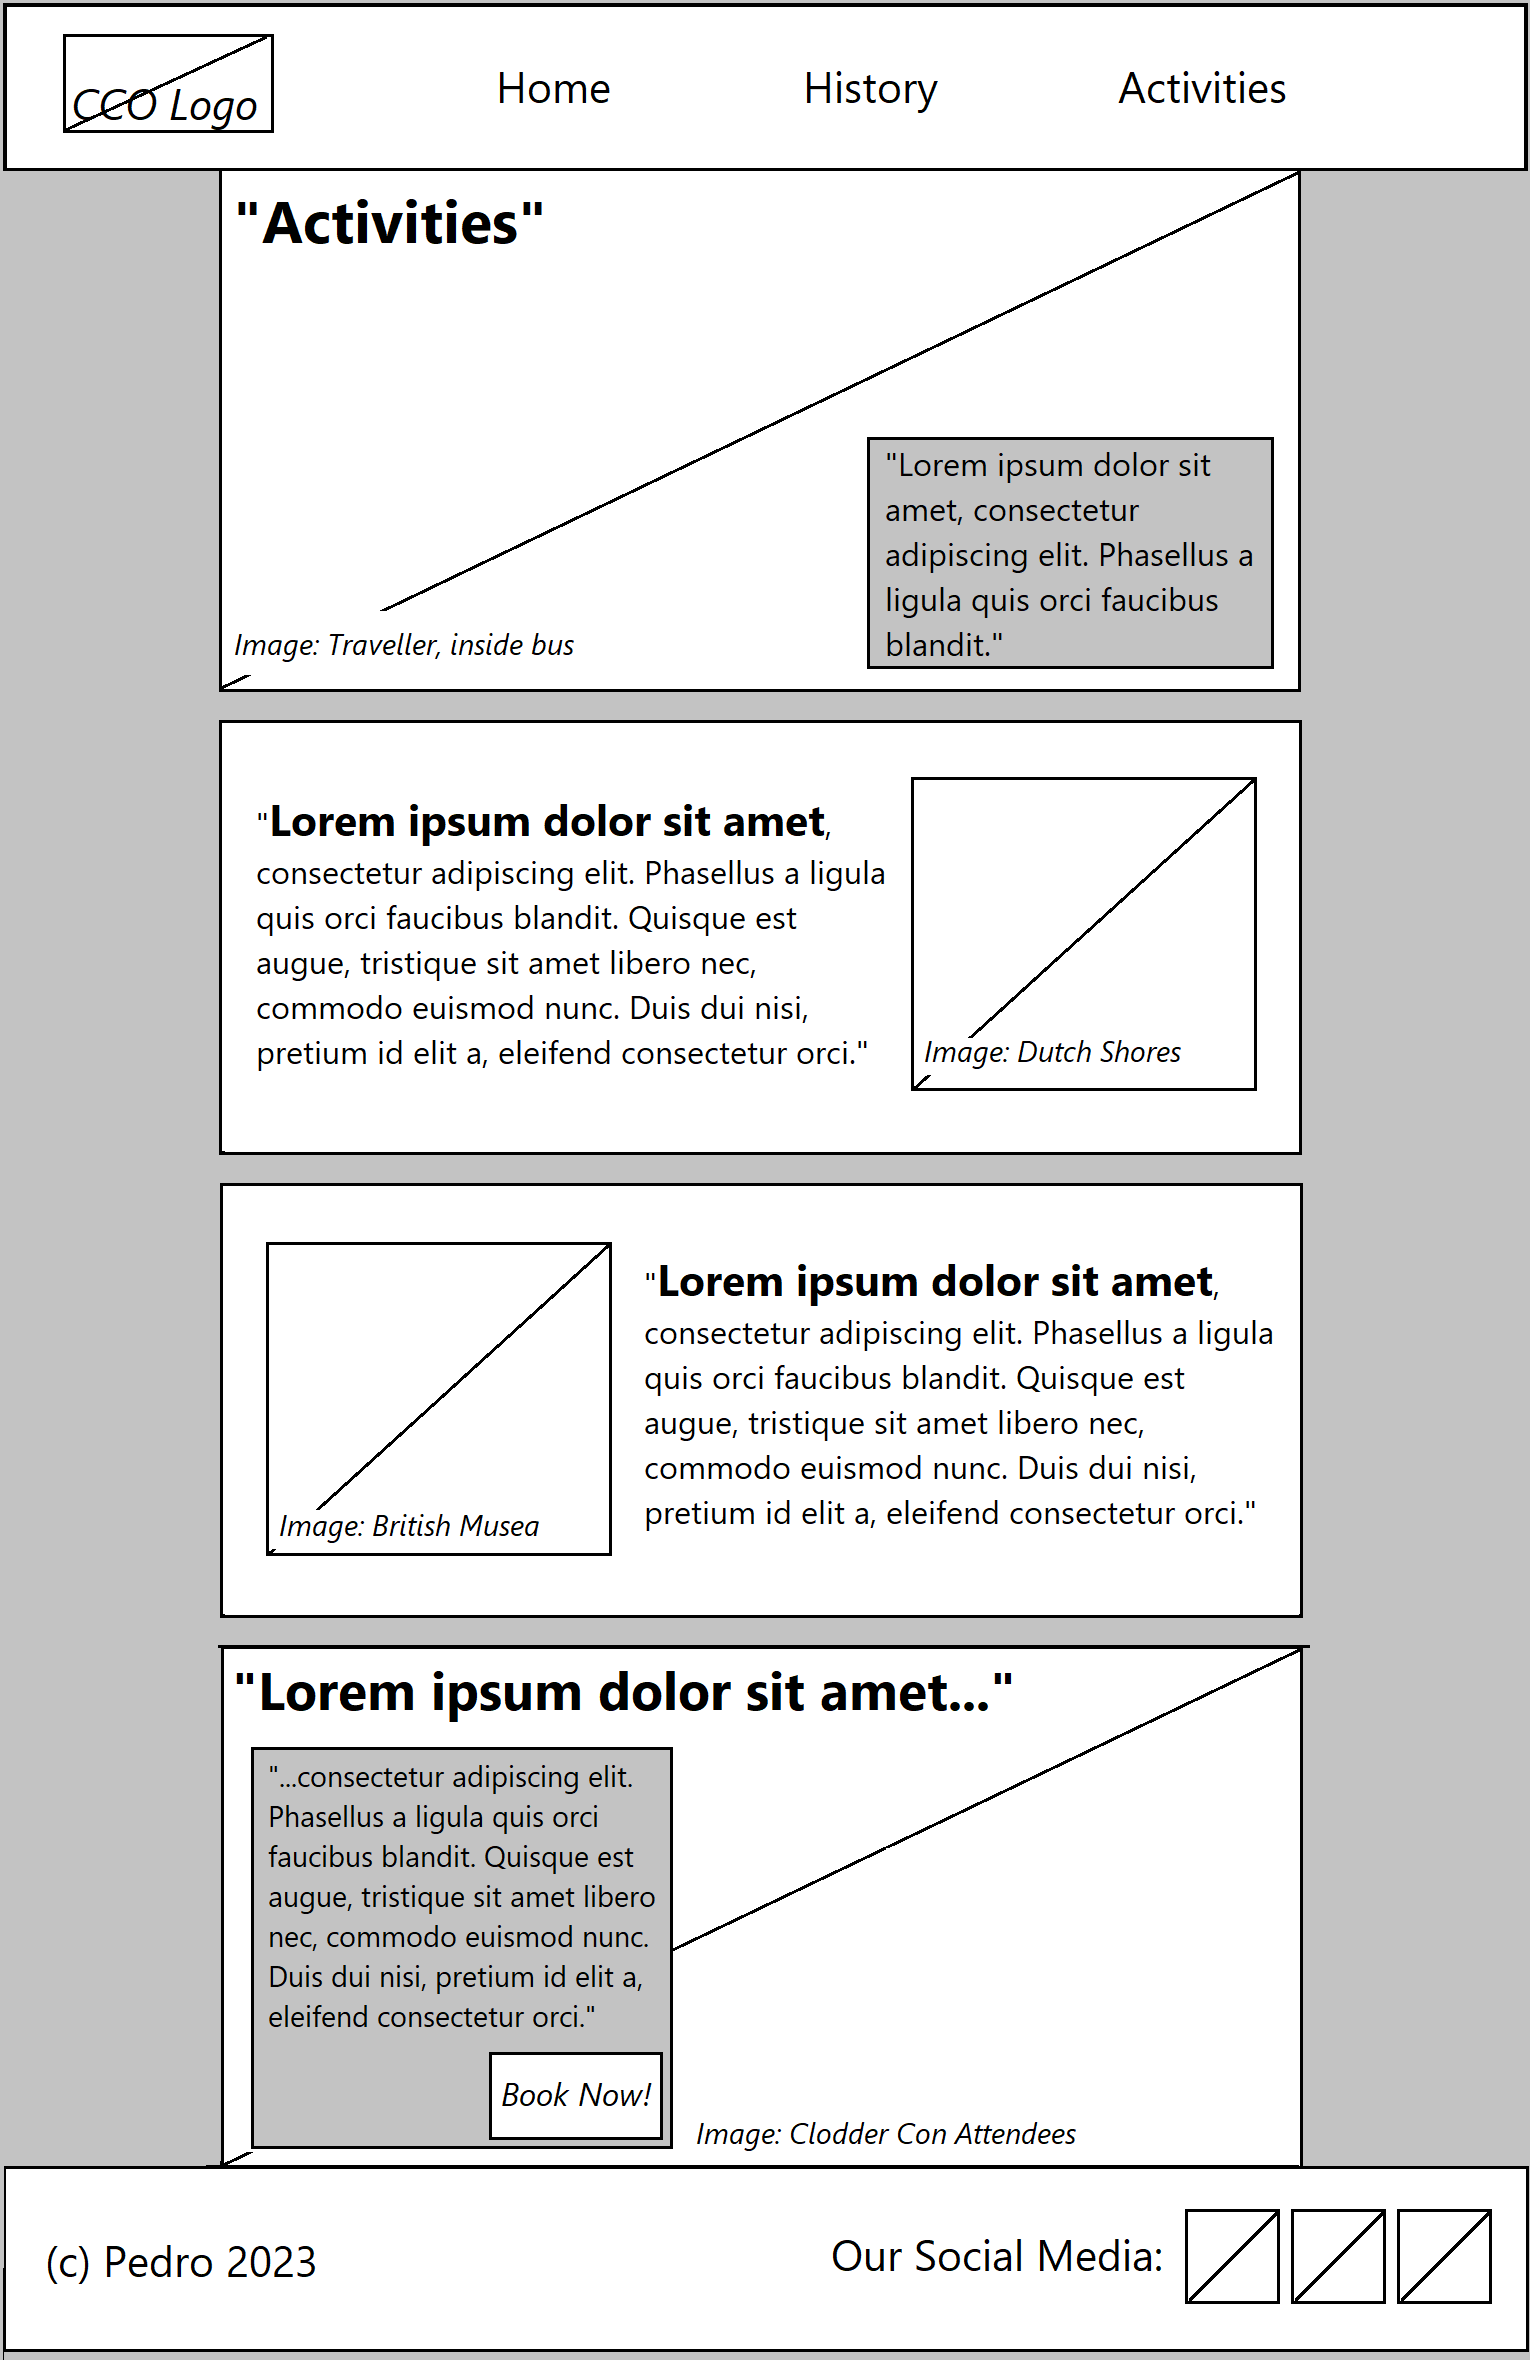 CCO Logo
Home
History
Activities
"Activities"
"Lorem ipsum dolor sit
amet, consectetur
adipiscing elit. Phasellus a
ligula quis orci faucibus
blandit."
Image: Traveller, inside bus
"Lorem ipsum dolor sit amet,
consectetur adipiscing elit. Phasellus a ligula
quis orci faucibus blandit. Quisque est
augue, tristique sit amet libero nec,
commodo euismod nunc. Duis dui nisi,
pretium id elit a, eleifend consectetur orci."
Image: Dutch Shores
Image: British Musea
"Lorem ipsum dolor sit amet,
consectetur adipiscing elit. Phasellus a ligula
quis orci faucibus blandit. Quisque est
augue, tristique sit amet libero nec,
commodo euismod nunc. Duis dui nisi,
pretium id elit a, eleifend consectetur orci."
"Lorem ipsum dolor sit amet..."
"...consectetur adipiscing elit.
Phasellus a ligula quis orci
faucibus blandit. Quisque est
augue, tristique sit amet libero
nec, commodo euismod nunc.
Duis dui nisi, pretium id elit a,
eleifend consectetur orci."
Book Now!
Image: Clodder Con Attendees
(c) Pedro 2023
Our Social Media: